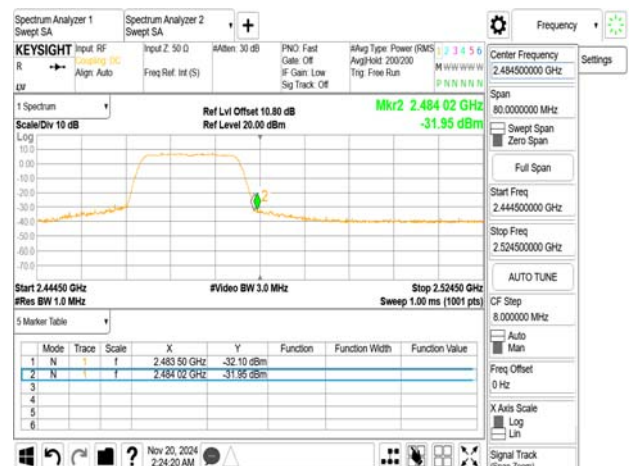 Spectrum Analyzer 1
Swept SA
Spectrum Analyzer 2
Swept SA
Frequency
KEYSIGHT
R
Input: RF
Coupling: DC
Align: Auto
Input Z: 50 Ω
Freq Ref: Int (S)
#Atten: 30 dB
PNO: Fast
Gate: Off
IF Gain: Low
Sig Track: Off
#Avg Type: Power (RMS
Avg|Hold: 200/200
Trig: Free Run
1 2 3 4 5 6
M W W W W W
P N N N N N
LXI
Center Frequency
2.484500000 GHz
Settings
Span
80.0000000 MHz
Swept Span
Zero Span
Full Span
Start Freq
2.444500000 GHz
Stop Freq
2.524500000 GHz
AUTO TUNE
CF Step
8.000000 MHz
Auto
Man
Freq Offset
0 Hz
X Axis Scale
Log
Lin
Signal Track
(Span Zoom)
1 Spectrum
Scale/Div 10 dB
Log
Ref Lvl Offset 10.80 dB
Ref Level 20.00 dBm
Mkr2 2.484 02 GHz
-31.95 dBm
10.0
0.00
-10.0
-20.0
-30.0
-40.0
-50.0
-60.0
-70.0
2
Start 2.44450 GHz
#Res BW 1.0 MHz
#Video BW 3.0 MHz
Stop 2.52450 GHz
Sweep 1.00 ms (1001 pts)
5 Marker Table
Mode Trace Scale X Y Function Function Width Function Value
1 N 1 f 2.483 50 GHz -32.10 dBm
2 N 1 f 2.484 02 GHz -31.95 dBm
3
4
5
6
?
Nov 20, 2024
2:24:20 AM